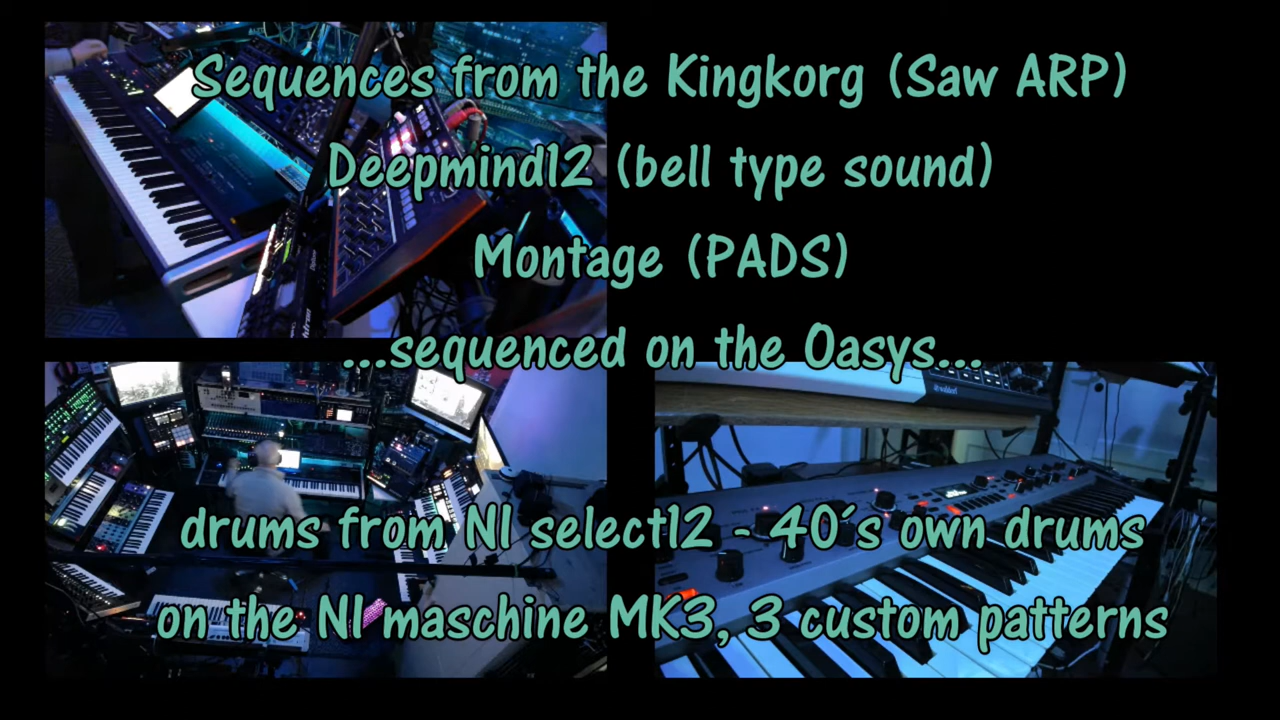 Sequences from the Kingkorg (Saw ARP)
Deepmind12 (bell type sound)
Montage (PADS)
...sequenced on the Oasys...
drums from NI select12 - 40´s own drums
on the NI maschine MK3, 3 custom patterns